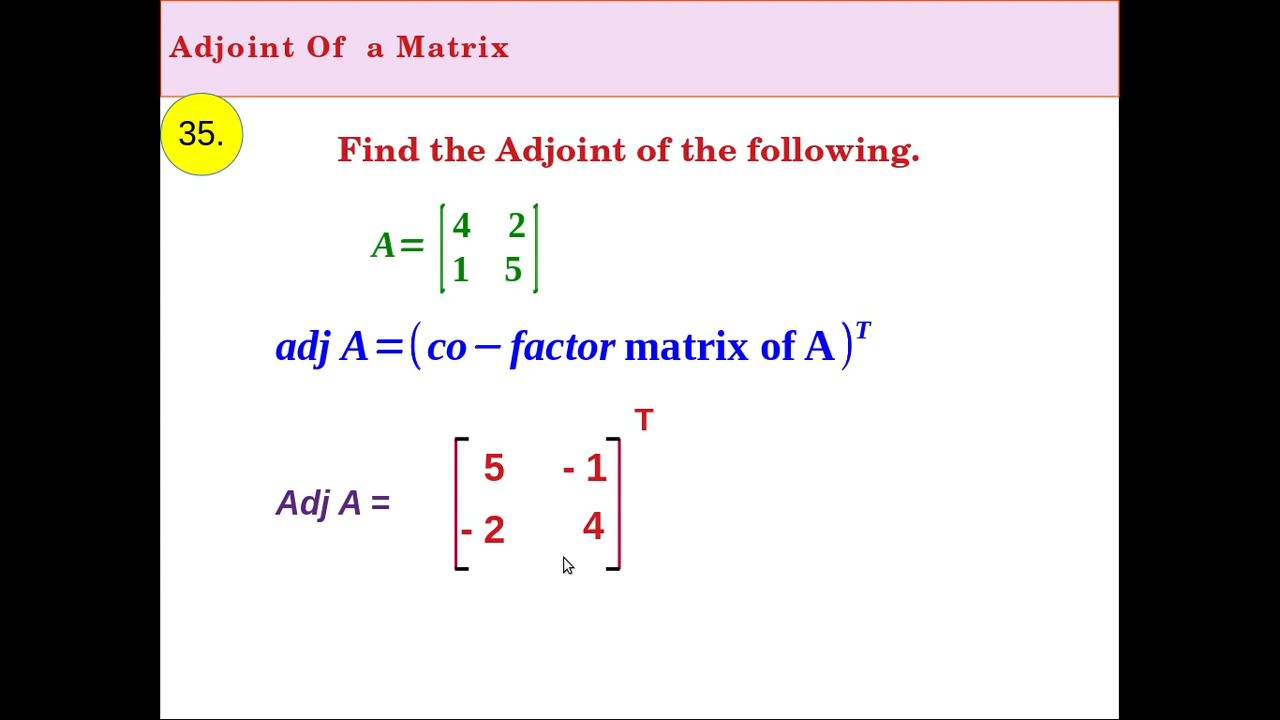 Adjoint Of a Matrix
35.
Find the Adjoint of the following.
A= [4 2
1 5]
adj A=(co−factor matrix of A)ᵀ
T
Adj A =
5 - 1
- 2 4